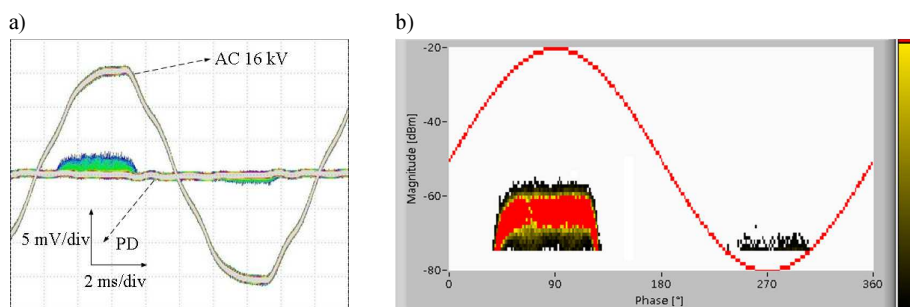 a)
AC 16 kV
5 mV/div
PD
2 ms/div
b)
-20
-40
-60
-80
Magnitude [dBm]
0
90
180
270
360
Phase [°]